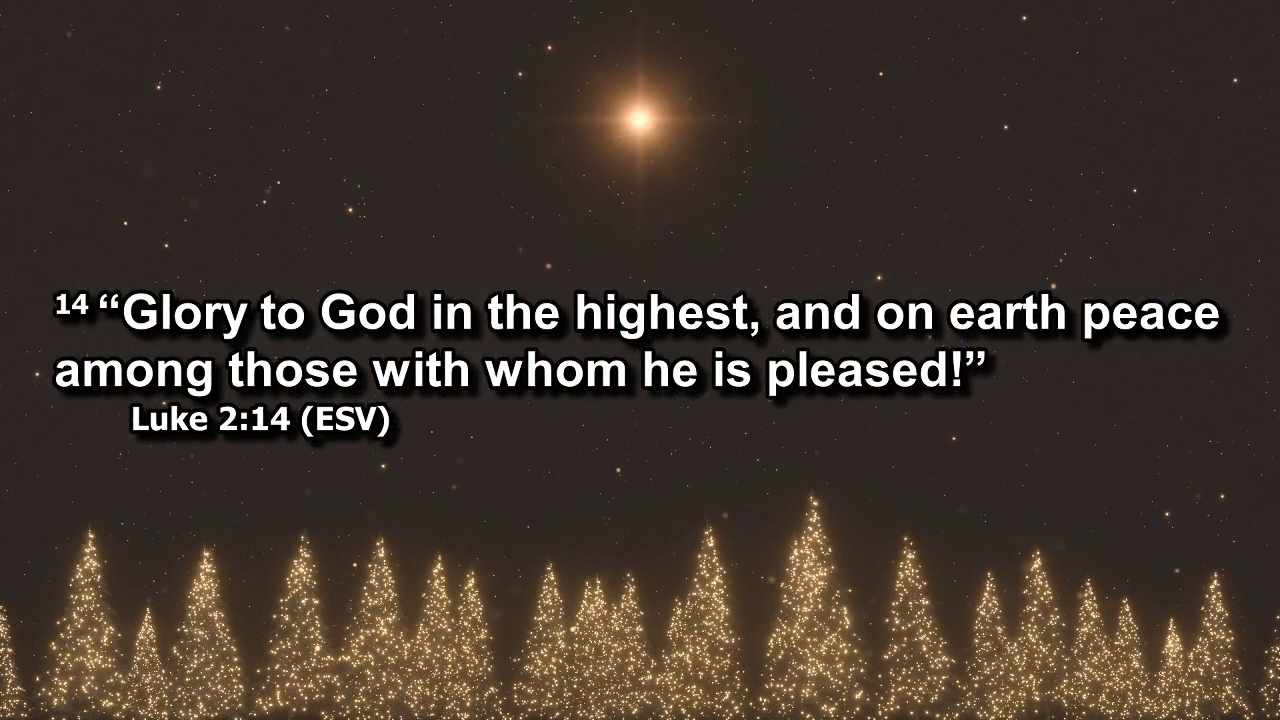 14 “Glory to God in the highest, and on earth peace
among those with whom he is pleased!”
Luke 2:14 (ESV)